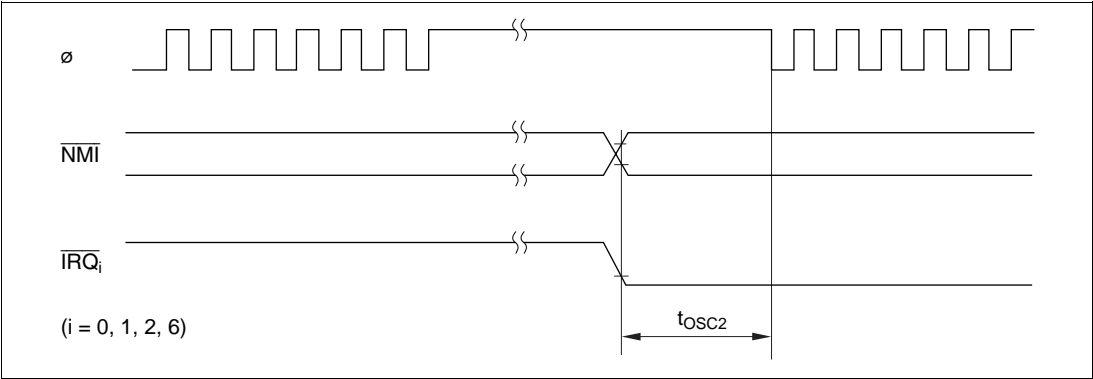 ø
NMI
IRQi
(i = 0, 1, 2, 6)
tOSC2